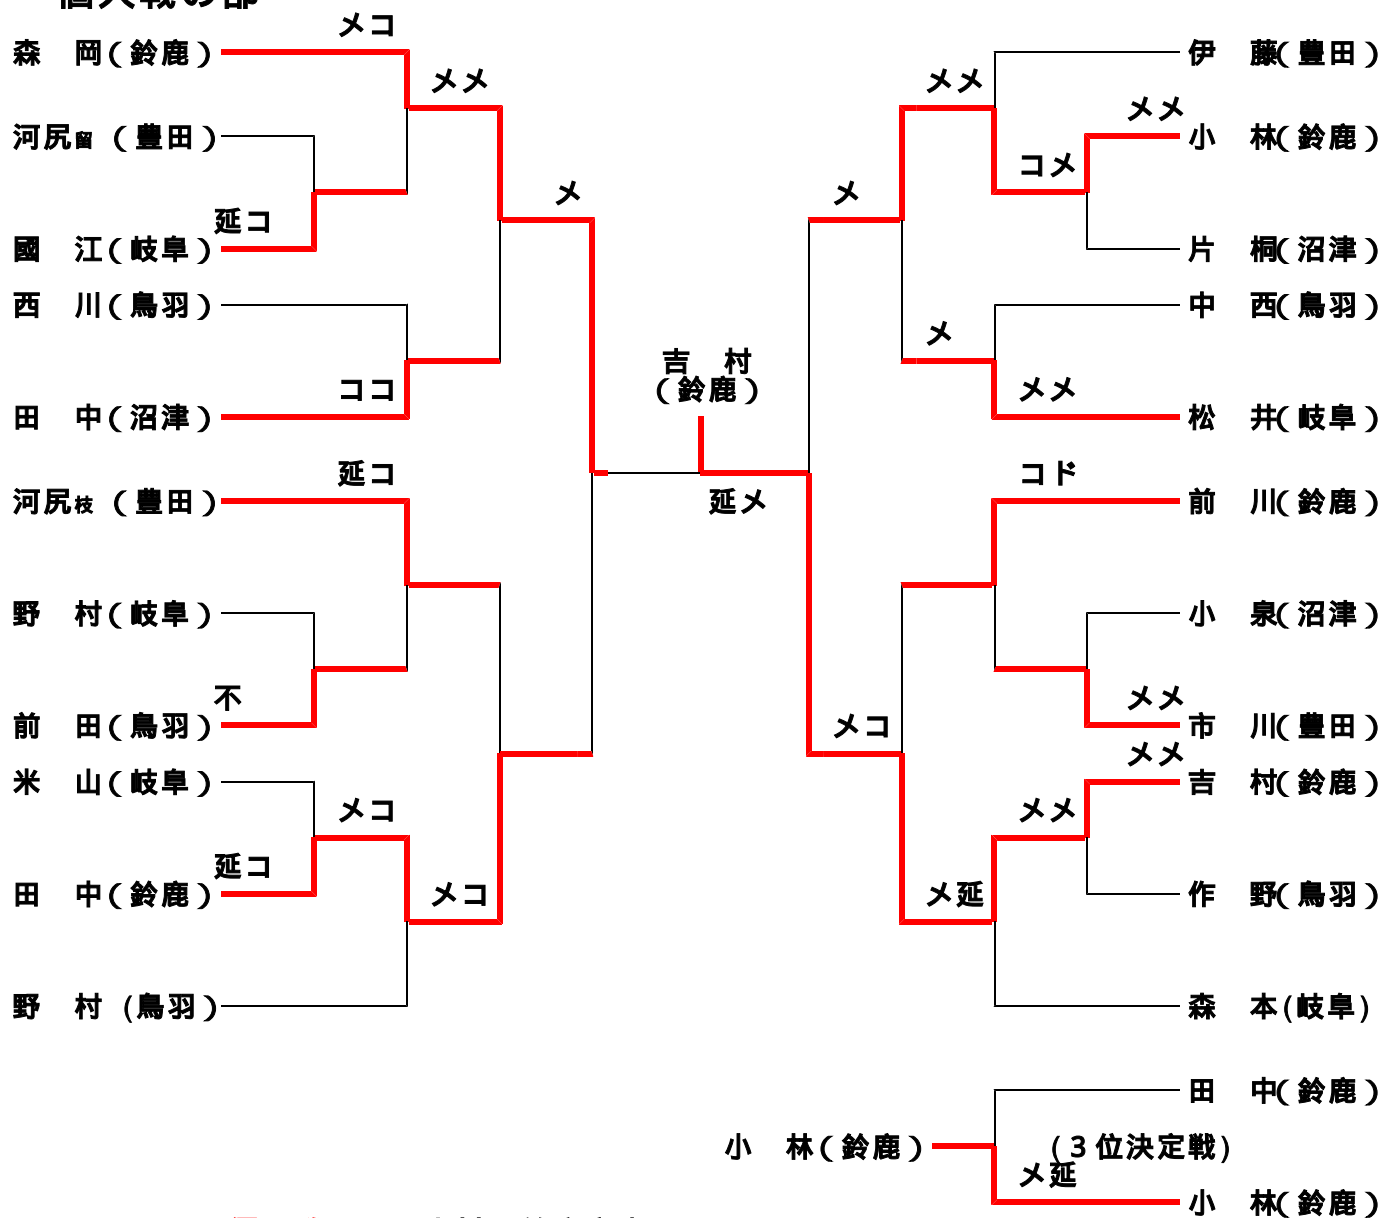 個人戦の部
メコ
森　岡(鈴鹿)
伊　藤(豊田)
メメ
メメ
メメ
河尻留 (豊田)
小　林(鈴鹿)
コメ
メ
メ
延コ
國　江(岐阜)
片　桐(沼津)
西　川(鳥羽)
中　西(鳥羽)
メ
吉　村
(鈴鹿)
ココ
メメ
田　中(沼津)
松　井(岐阜)
延コ
コド
河尻枝 (豊田)
延メ
前　川(鈴鹿)
野　村(岐阜)
小　泉(沼津)
不
メメ
前　田(鳥羽)
メコ
市　川(豊田)
メメ
米　山(岐阜)
吉　村(鈴鹿)
メコ
メメ
延コ
田　中(鈴鹿)
メコ
メ延
作　野(鳥羽)
野　村 (鳥羽)
森　本(岐阜)
田　中(鈴鹿)
小　林(鈴鹿)
(３位決定戦)
メ延
小　林(鈴鹿)